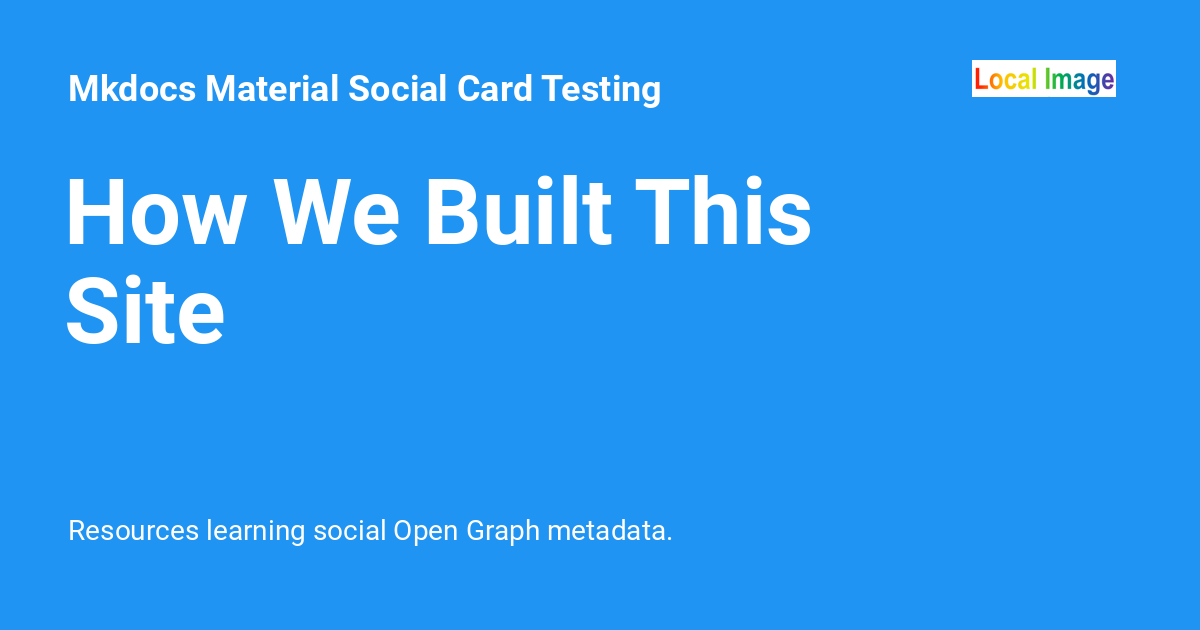 Mkdocs Material Social Card Testing
Local Image
How We Built This
Site
Resources learning social Open Graph metadata.